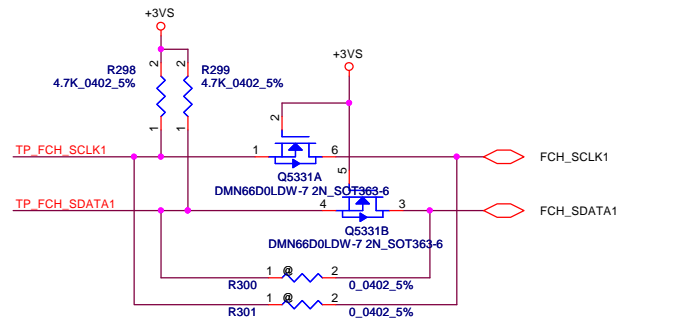 +3VS
+3VS
R298
4.7K_0402_5%
R299
4.7K_0402_5%
2
2
1
1
2
TP_FCH_SCLK1
1
6
FCH_SCLK1
Q5331A
DMN66D0LDW-7 2N_SOT363-6
5
TP_FCH_SDATA1
4
3
FCH_SDATA1
Q5331B
DMN66D0LDW-7 2N_SOT363-6
1 @ 2
R300
0_0402_5%
1 @ 2
R301
0_0402_5%